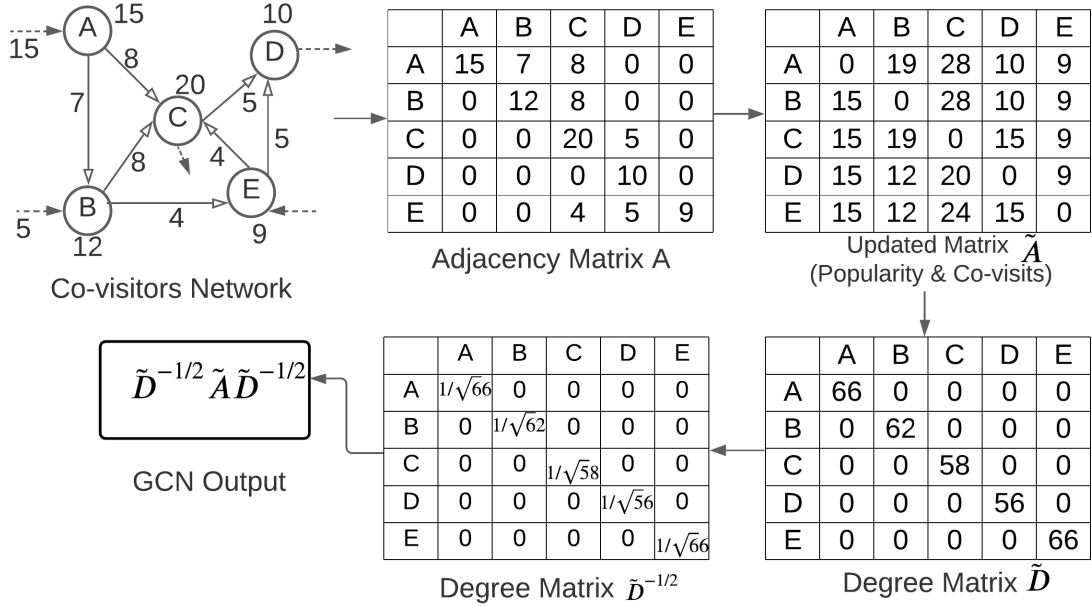 A 15
15
8
7
B
5
12
8
4
C
20
4
E
9
5
5
D
10
Co-visitors Network
A B C D E
A 15 7 8 0 0
B 0 12 8 0 0
C 0 0 20 5 0
D 0 0 0 10 0
E 0 0 4 5 9
Adjacency Matrix A
A B C D E
A 0 19 28 10 9
B 15 0 28 10 9
C 15 19 0 15 9
D 15 12 20 0 9
E 15 12 24 15 0
Updated Matrix Ã
(Popularity & Co-visits)
A B C D E
A 66 0 0 0 0
B 0 62 0 0 0
C 0 0 58 0 0
D 0 0 0 56 0
E 0 0 0 0 66
Degree Matrix D̃
A B C D E
A 1/√66 0 0 0 0
B 0 1/√62 0 0 0
C 0 0 1/√58 0 0
D 0 0 0 1/√56 0
E 0 0 0 0 1/√66
Degree Matrix D̃^−1/2
D̃^−1/2 Ã D̃^−1/2
GCN Output